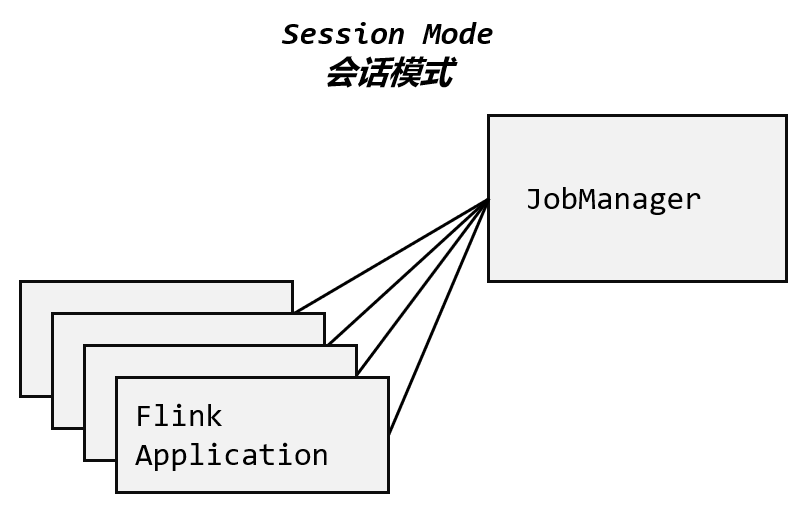 Session Mode
会话模式
JobManager
Flink
Application